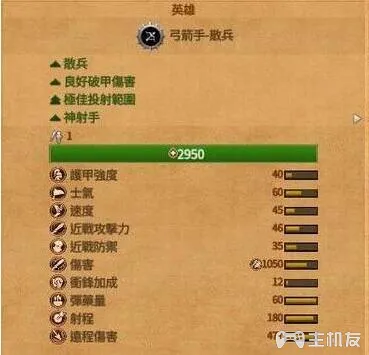 英雄
弓箭手-散兵
散兵
良好破甲傷害
極佳投射範圍
神射手
1
2950
護甲強度 40
士氣 60
速度 45
近戰攻擊力 46
近戰防禦 35
傷害 1050
衝鋒加成 12
彈藥量 60
射程 180
遠程傷害
主机友